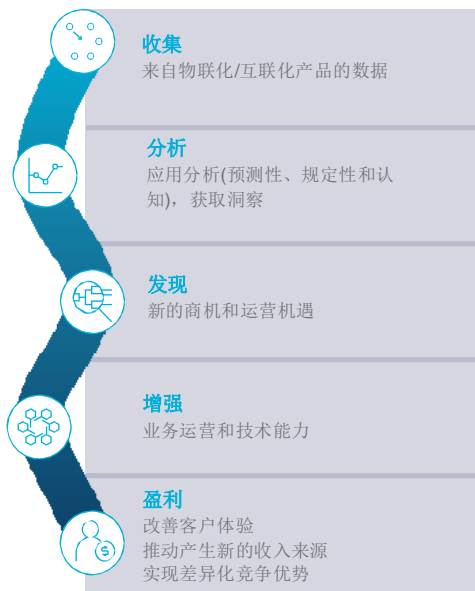 收集
来自物联化/互联化产品的数据
分析
应用分析(预测性、规定性和认
知)，获取洞察
发现
新的商机和运营机遇
增强
业务运营和技术能力
盈利
改善客户体验
推动产生新的收入来源
实现差异化竞争优势
$